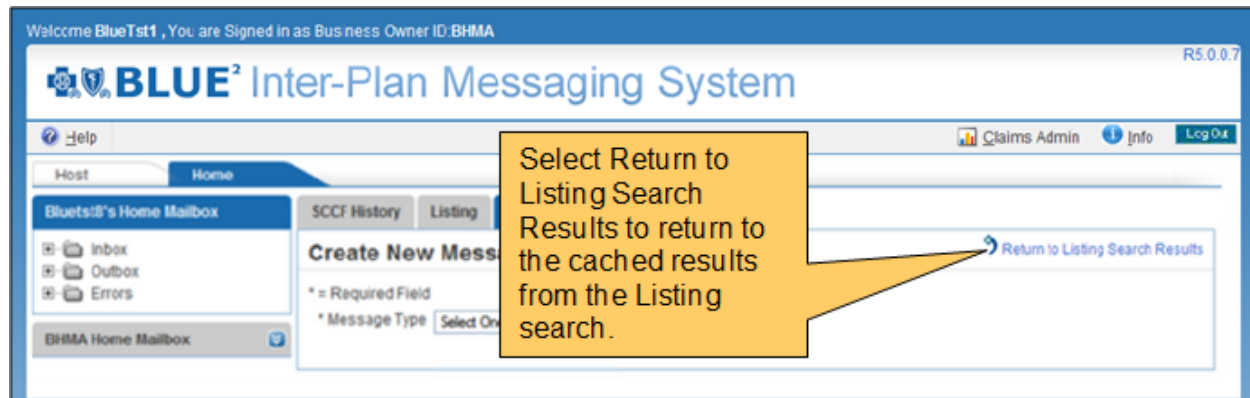 Welcome BlueTst1 , You are Signed in as Business Owner ID:BHMA
R5.0.0.7
BLUE² Inter-Plan Messaging System
Help
Claims Admin
Info
Log Out
Host
Home
Bluetst8's Home Mailbox
SCCF History
Listing
Inbox
Outbox
Errors
Create New Mess
Return to Listing Search Results
* = Required Field
* Message Type
Select On
BHMA Home Mailbox
Select Return to
Listing Search
Results to return to
the cached results
from the Listing
search.